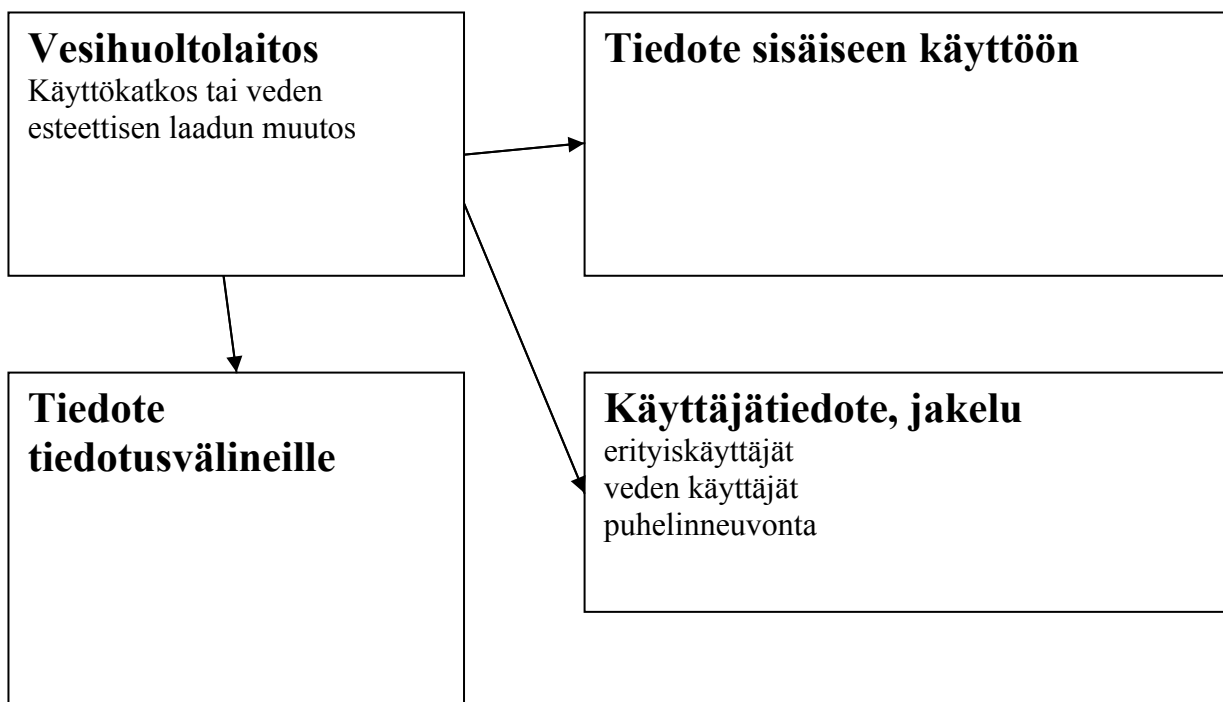 Vesihuoltolaitos
Käyttökatkos tai veden
esteettisen laadun muutos
Tiedote sisäiseen käyttöön
Tiedote
tiedotusvälineille
Käyttäjätiedote, jakelu
erityiskäyttäjät
veden käyttäjät
puhelinneuvonta